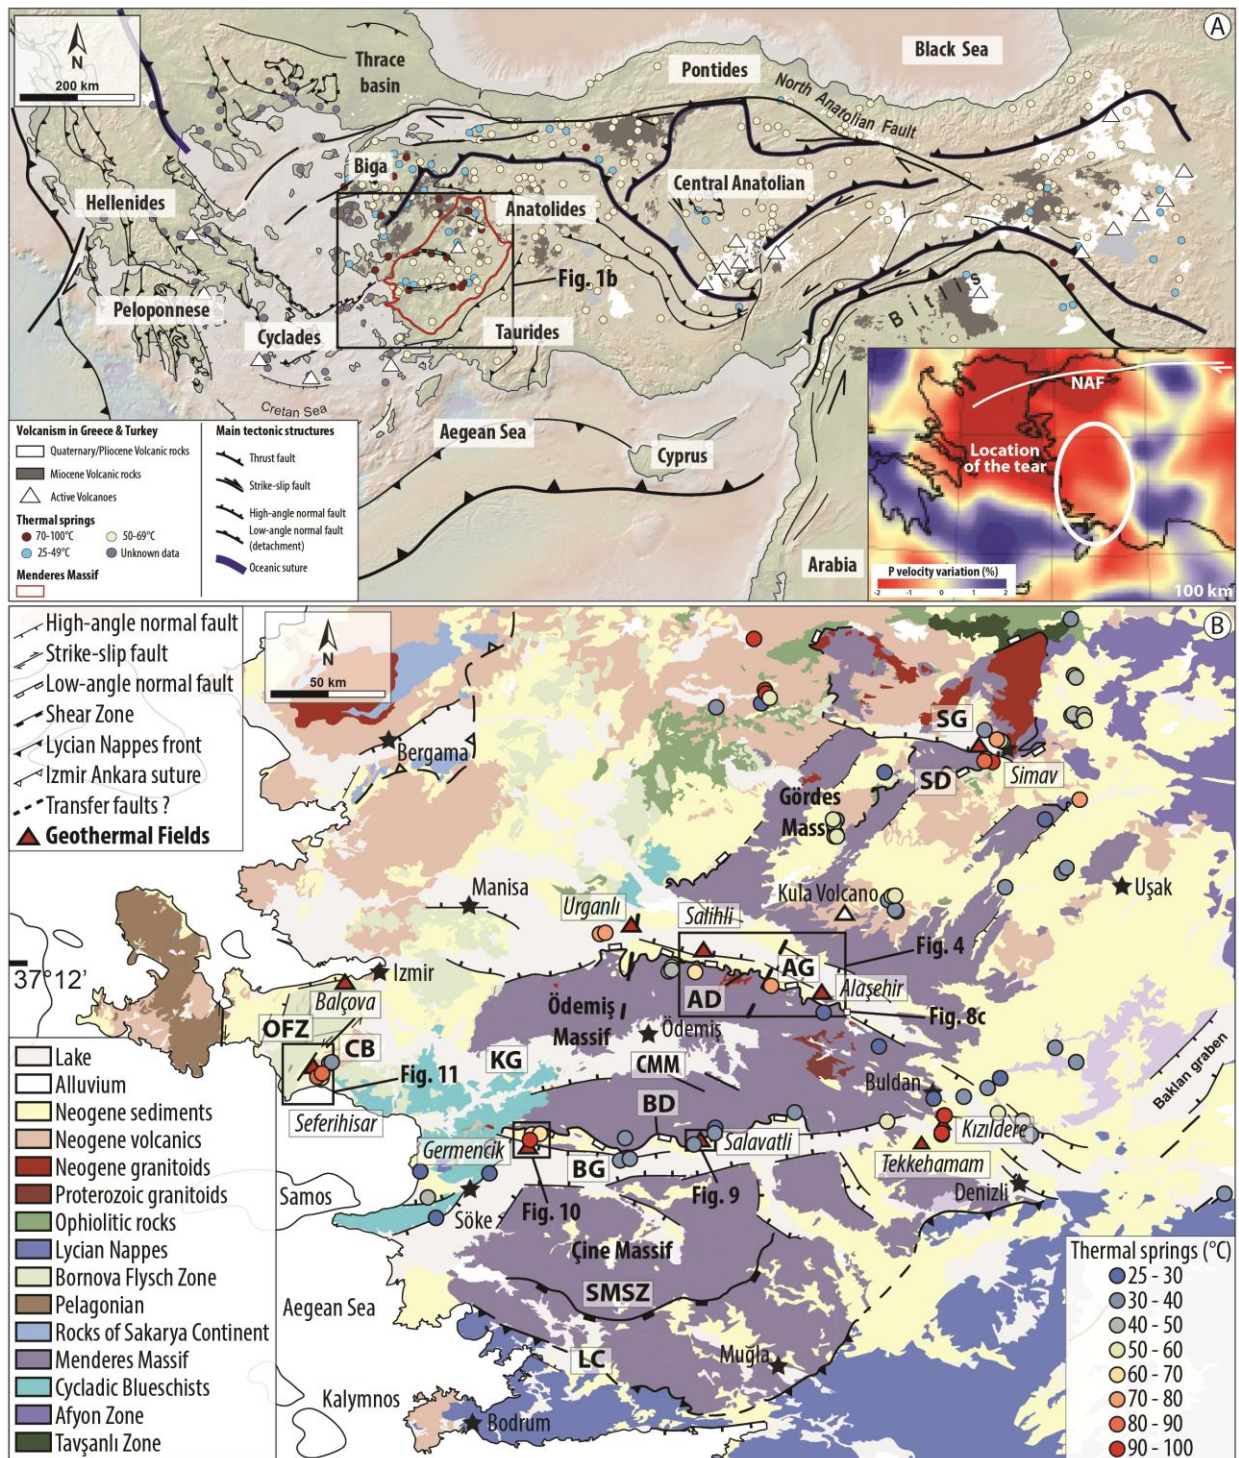 A
N
200 km
Thrace
basin
Black Sea
Pontides
North Anatolian Fault
Biga
Hellenides
Central Anatolian
Anatolides
Fig. 1b
Bitlis
Peloponnese
Cyclades
Taurides
Cretan Sea
Aegean Sea
Cyprus
Arabia
NAF
Location
of the tear
P velocity variation (%)
-2 -1 0 1 2
100 km
Volcanism in Greece & Turkey
Quaternary/Pliocene Volcanic rocks
Miocene Volcanic rocks
Active Volcanoes
Thermal springs
70-100°C
50-69°C
25-49°C
Unknown data
Menderes Massif
Main tectonic structures
Thrust fault
Strike-slip fault
High-angle normal fault
Low-angle normal fault
(detachment)
Oceanic suture
B
High-angle normal fault
Strike-slip fault
Low-angle normal fault
Shear Zone
Lycian Nappes front
Izmir Ankara suture
Transfer faults ?
Geothermal Fields
N
50 km
Bergama
SG
SD
Simav
Gördes
Massif
Manisa
Urganlı
Salihli
Kula Volcano
Uşak
Fig. 4
37°12'
Izmir
Balçova
AG
AD
Alaşehir
Ödemiş
Massif
Ödemiş
Fig. 8c
OFZ
CB
KG
CMM
Fig. 11
Seferihisar
Buldan
Baklan graben
BD
Kızıldere
Germencik
Salavatli
BG
Tekkehamam
Fig. 9
Denizli
Samos
Söke
Fig. 10
Çine Massif
SMSZ
Aegean Sea
LC
Muğla
Kalymnos
Bodrum
Lake
Alluvium
Neogene sediments
Neogene volcanics
Neogene granitoids
Proterozoic granitoids
Ophiolitic rocks
Lycian Nappes
Bornova Flysch Zone
Pelagonian
Rocks of Sakarya Continent
Menderes Massif
Cycladic Blueschists
Afyon Zone
Tavşanlı Zone
Thermal springs (°C)
25 - 30
30 - 40
40 - 50
50 - 60
60 - 70
70 - 80
80 - 90
90 - 100